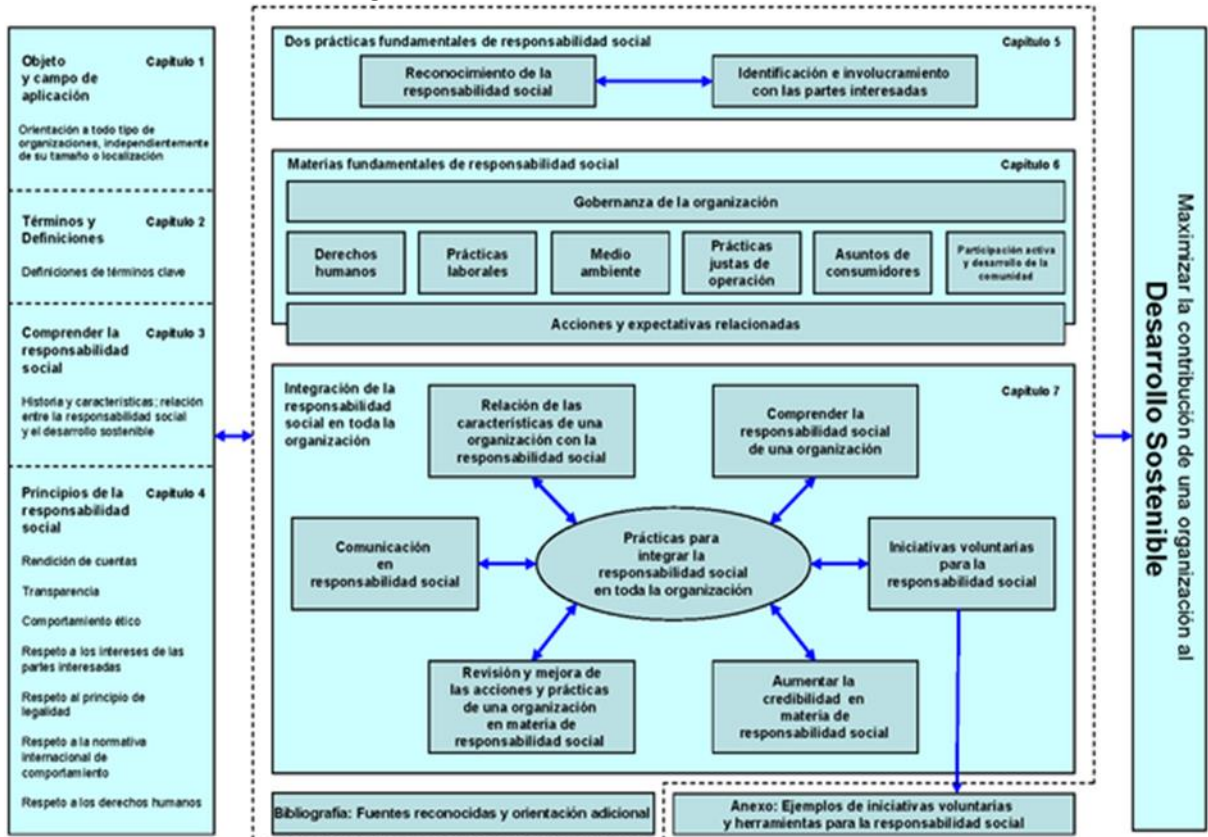 Objeto Capítulo 1
y campo de
aplicación
Orientación a todo tipo de
organizaciones, independientemente
de su tamaño o localización
Términos y Capítulo 2
Definiciones
Definiciones de términos clave
Comprender la Capítulo 3
responsabilidad
social
Historia y características; relación
entre la responsabilidad social
y el desarrollo sostenible
Principios de la Capítulo 4
responsabilidad
social
Rendición de cuentas
Transparencia
Comportamiento ético
Respeto a los intereses de las
partes interesadas
Respeto al principio de
legalidad
Respeto a la normativa
internacional de
comportamiento
Respeto a los derechos humanos
Dos prácticas fundamentales de responsabilidad social Capítulo 5
Reconocimiento de la
responsabilidad social
Identificación e involucramiento
con las partes interesadas
Materias fundamentales de responsabilidad social Capítulo 6
Gobernanza de la organización
Derechos
humanos
Prácticas
laborales
Medio
ambiente
Prácticas
justas de
operación
Asuntos de
consumidores
Participación activa
y desarrollo de la
comunidad
Acciones y expectativas relacionadas
Integración de la
responsabilidad
social en toda la
organización
Capítulo 7
Relación de las
características de una
organización con la
responsabilidad social
Comprender la
responsabilidad social
de una organización
Comunicación
en
responsabilidad social
Prácticas para
integrar la
responsabilidad social
en toda la organización
Iniciativas voluntarias
para la
responsabilidad social
Revisión y mejora de
las acciones y prácticas
de una organización
en materia de
responsabilidad social
Aumentar la
credibilidad en
materia de
responsabilidad social
Bibliografía: Fuentes reconocidas y orientación adicional
Anexo: Ejemplos de iniciativas voluntarias
y herramientas para la responsabilidad social
Maximizar la contribución de una organización al
Desarrollo Sostenible